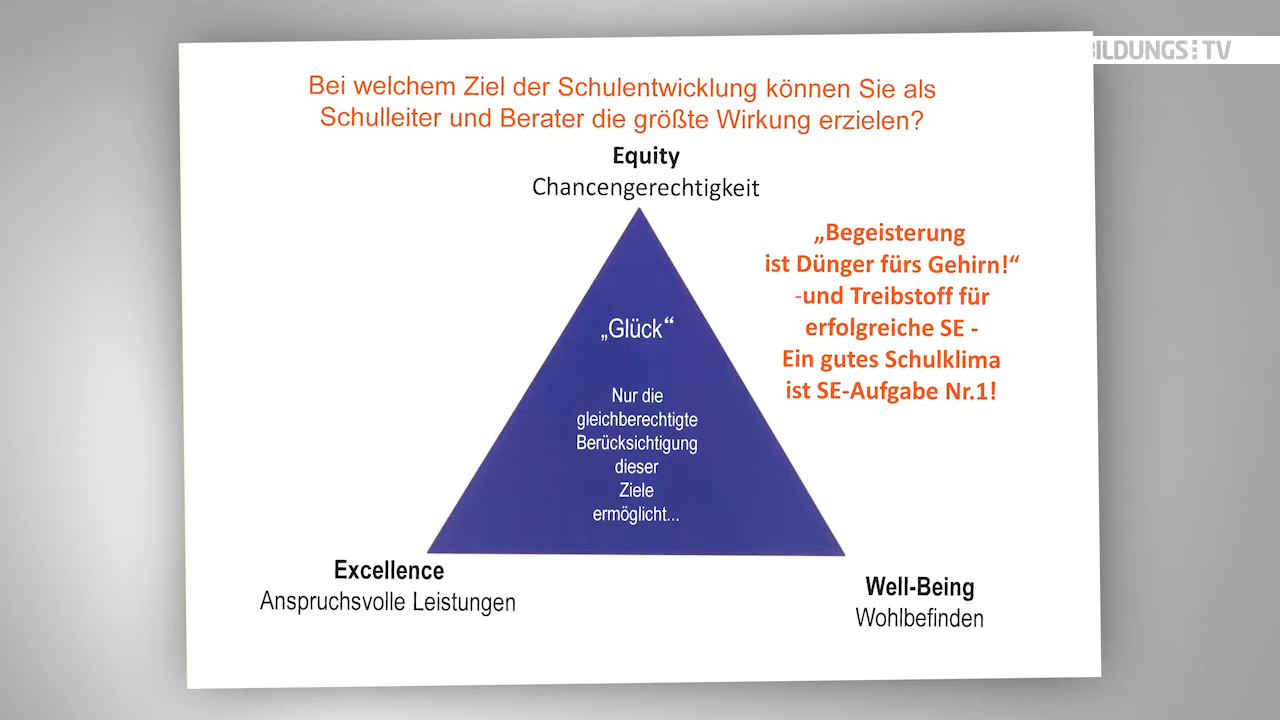 BILDUNGS:TV
Bei welchem Ziel der Schulentwicklung können Sie als
Schulleiter und Berater die größte Wirkung erzielen?
Equity
Chancengerechtigkeit
„Begeisterung
ist Dünger fürs Gehirn!“
-und Treibstoff für
erfolgreiche SE -
Ein gutes Schulklima
ist SE-Aufgabe Nr.1!
„Glück“
Nur die
gleichberechtigte
Berücksichtigung
dieser
Ziele
ermöglicht...
Excellence
Anspruchsvolle Leistungen
Well-Being
Wohlbefinden